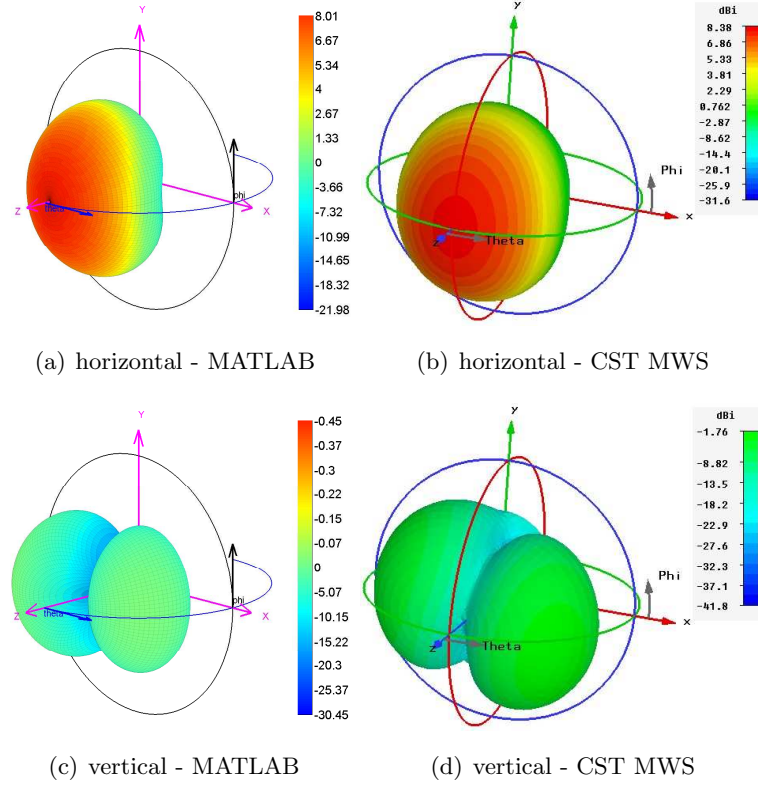 Y
8.01
6.67
5.34
4
2.67
1.33
0
-3.66
-7.32
-10.99
-14.65
-18.32
-21.98
Z
theta
phi
X
y
dBi
8.38
6.86
5.33
3.81
2.29
0.762
-2.87
-8.62
-14.4
-20.1
-25.9
-31.6
Phi
x
z
Theta
(a) horizontal - MATLAB
(b) horizontal - CST MWS
Y
-0.45
-0.37
-0.3
-0.22
-0.15
-0.07
0
-5.07
-10.15
-15.22
-20.3
-25.37
-30.45
Z
theta
phi
X
y
dBi
-1.76
-8.82
-13.5
-18.2
-22.9
-27.6
-32.3
-37.1
-41.8
Phi
x
z
Theta
(c) vertical - MATLAB
(d) vertical - CST MWS